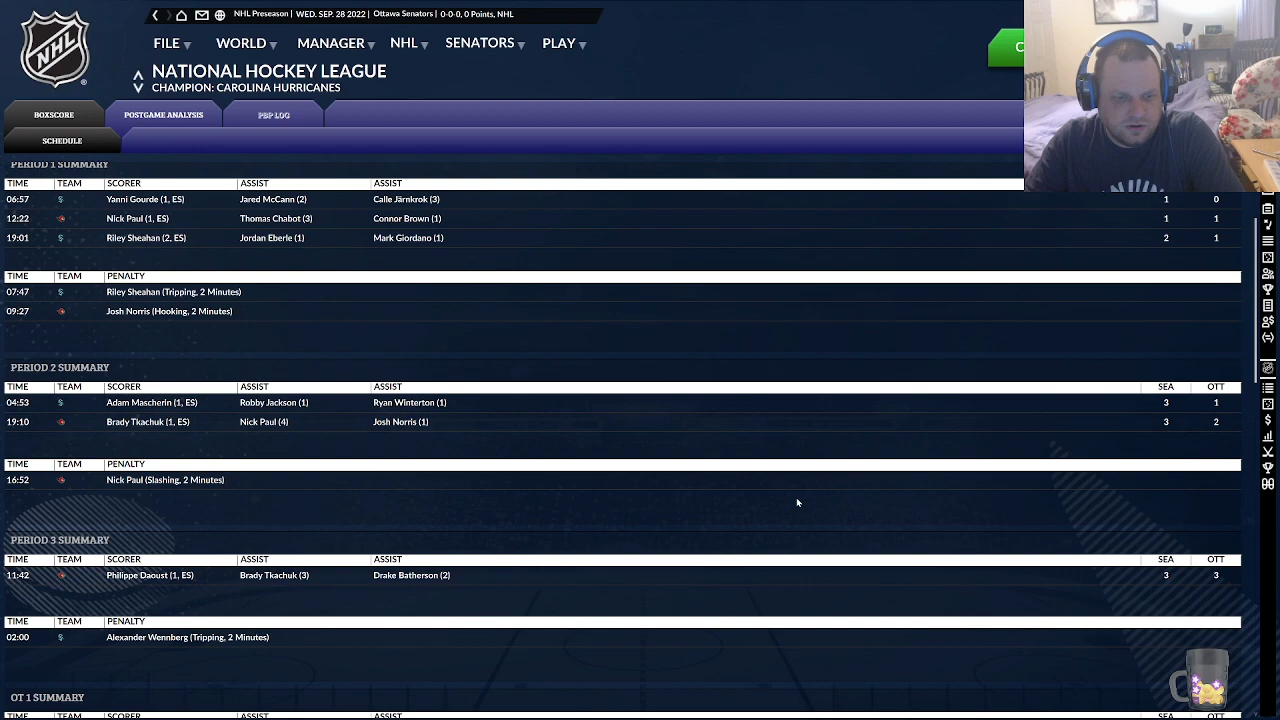 NHL Preseason | WED. SEP. 28 2022 | Ottawa Senators | 0-0-0, 0 Points, NHL
NHL
FILE WORLD MANAGER NHL SENATORS PLAY
C
NATIONAL HOCKEY LEAGUE
CHAMPION: CAROLINA HURRICANES
BOXSCORE POSTGAME ANALYSIS PBP LOG
SCHEDULE
PERIOD 1 SUMMARY
TIME TEAM SCORER ASSIST ASSIST
06:57 Yanni Gourde (1, ES) Jared McCann (2) Calle Järnkrok (3) 1 0
12:22 Nick Paul (1, ES) Thomas Chabot (3) Connor Brown (1) 1 1
19:01 Riley Sheahan (2, ES) Jordan Eberle (1) Mark Giordano (1) 2 1
TIME TEAM PENALTY
07:47 Riley Sheahan (Tripping, 2 Minutes)
09:27 Josh Norris (Hooking, 2 Minutes)
PERIOD 2 SUMMARY
TIME TEAM SCORER ASSIST ASSIST SEA OTT
04:53 Adam Mascherin (1, ES) Robby Jackson (1) Ryan Winterton (1) 3 1
19:10 Brady Tkachuk (1, ES) Nick Paul (4) Josh Norris (1) 3 2
TIME TEAM PENALTY
16:52 Nick Paul (Slashing, 2 Minutes)
PERIOD 3 SUMMARY
TIME TEAM SCORER ASSIST ASSIST SEA OTT
11:42 Philippe Daoust (1, ES) Brady Tkachuk (3) Drake Batherson (2) 3 3
TIME TEAM PENALTY
02:00 Alexander Wennberg (Tripping, 2 Minutes)
OT 1 SUMMARY
TIME TEAM SCORER ASSIST ASSIST SEA OTT